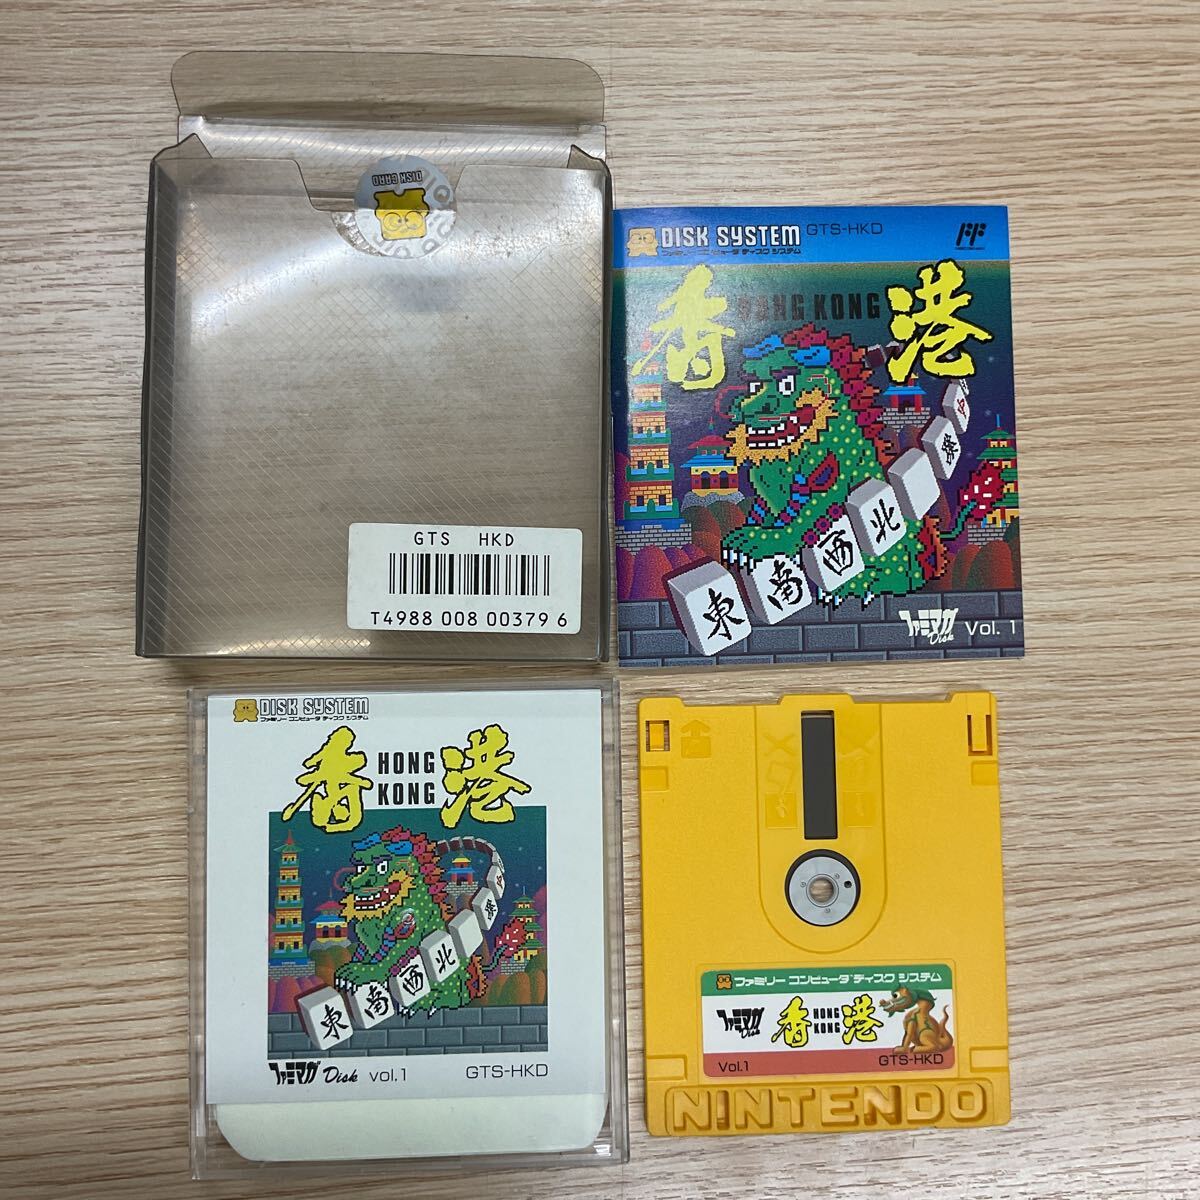 DISK CARD
GTS HKD
T4988 008 00379 6
DISK SYSTEM
ファミリー コンピュータ ディスク システム
GTS-HKD
香 HONG KONG 港
東 南 西 北 發 中
ファミマガ Disk Vol. 1
DISK SYSTEM
ファミリー コンピュータ ディスク システム
香 HONG KONG 港
東 南 西 北 發 中
ファミマガ Disk vol.1 GTS-HKD
ファミリー コンピュータ ディスク システム
ファミマガ Disk 香 HONG KONG 港
Vol.1 GTS-HKD
NINTENDO